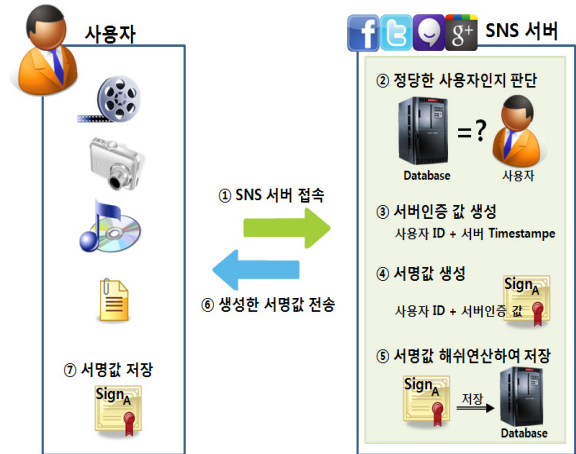 사용자
SNS 서버
② 정당한 사용자인지 판단
=?
Database
사용자
① SNS 서버 접속
③ 서버인증 값 생성
사용자 ID + 서버 Timestampe
④ 서명값 생성
SignA
사용자 ID + 서버인증 값
⑥ 생성한 서명값 전송
⑤ 서명값 해쉬연산하여 저장
SignA
저장
Database
⑦ 서명값 저장
SignA